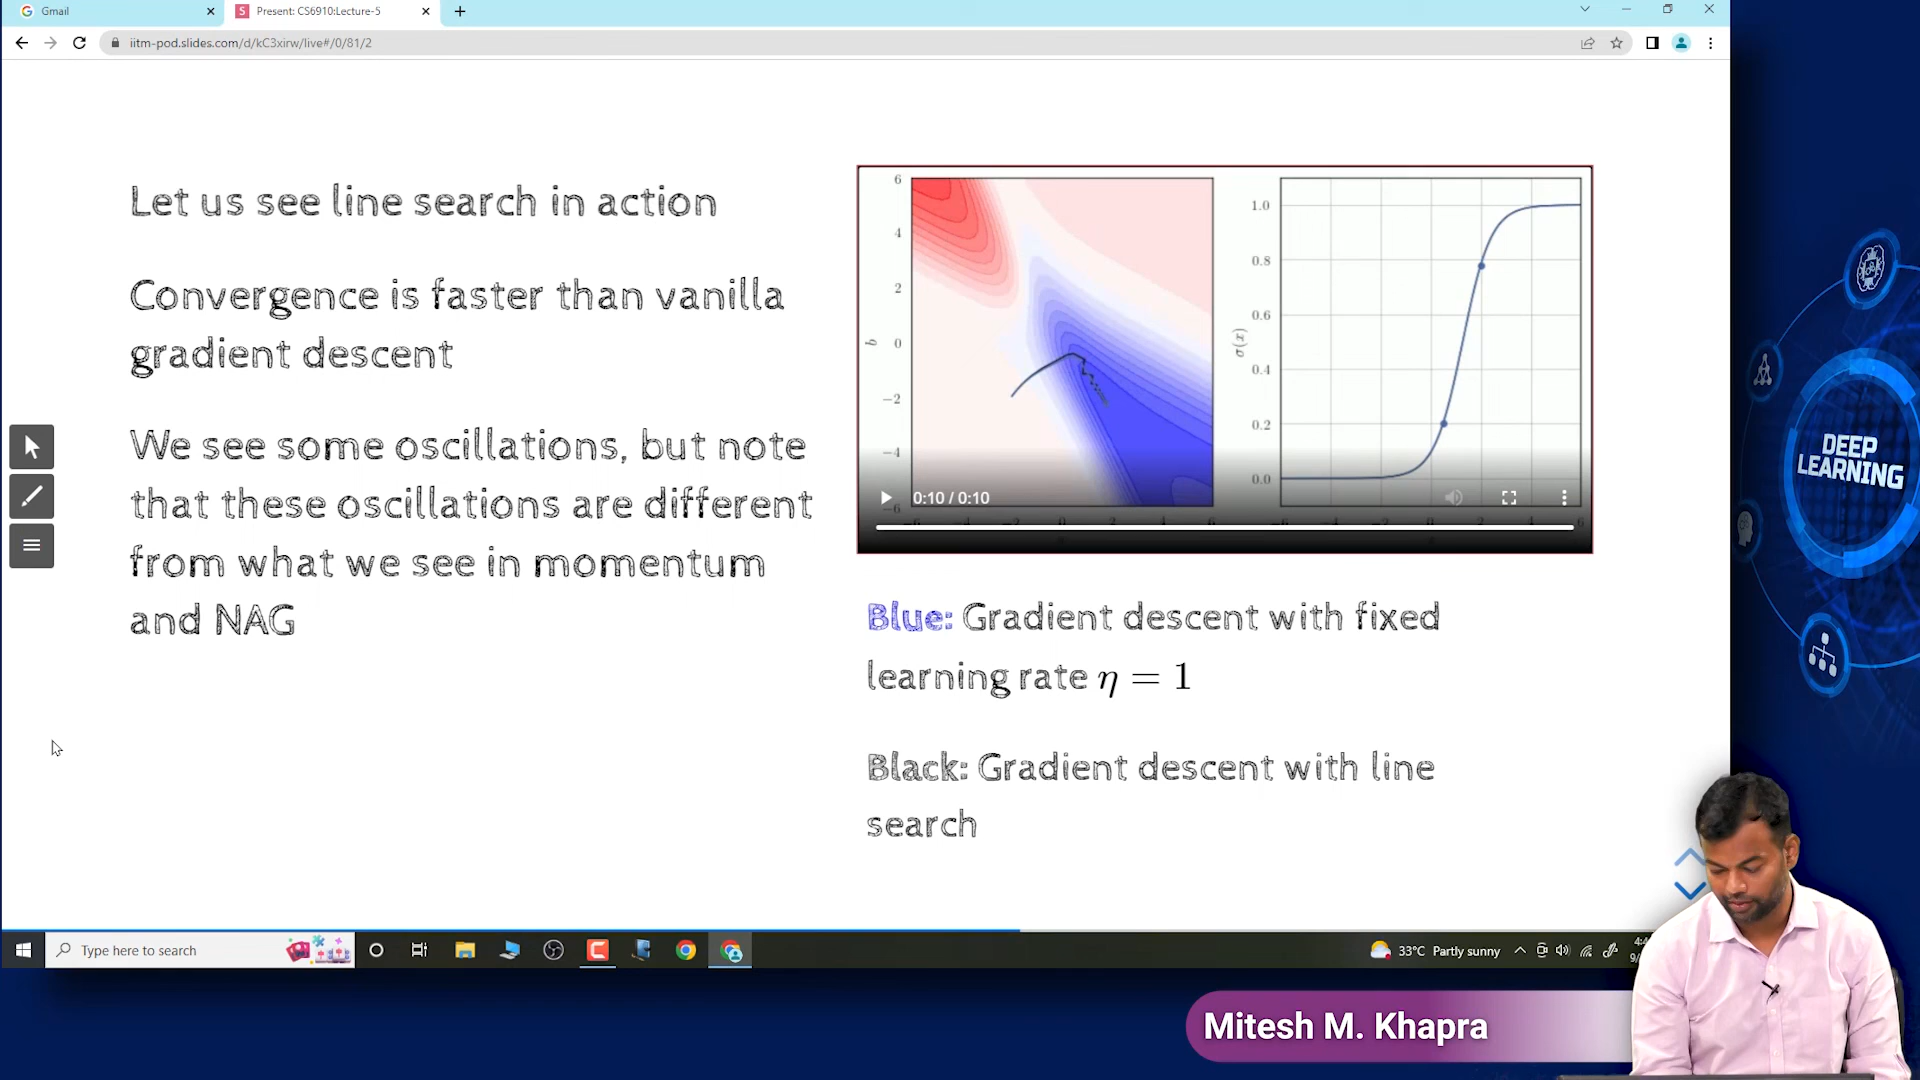 Gmail
Present: CS6910:Lecture-5
iitm-pod.slides.com/d/kC3xirw/live#/0/81/2
Let us see line search in action
Convergence is faster than vanilla
gradient descent
We see some oscillations, but note
that these oscillations are different
from what we see in momentum
and NAG
6
4
2
0
−2
−4
−6
b
1.0
0.8
0.6
0.4
0.2
0.0
σ(x)
0:10 / 0:10
Blue: Gradient descent with fixed
learning rate η = 1
Black: Gradient descent with line
search
DEEP
LEARNING
Type here to search
33°C Partly sunny
Mitesh M. Khapra